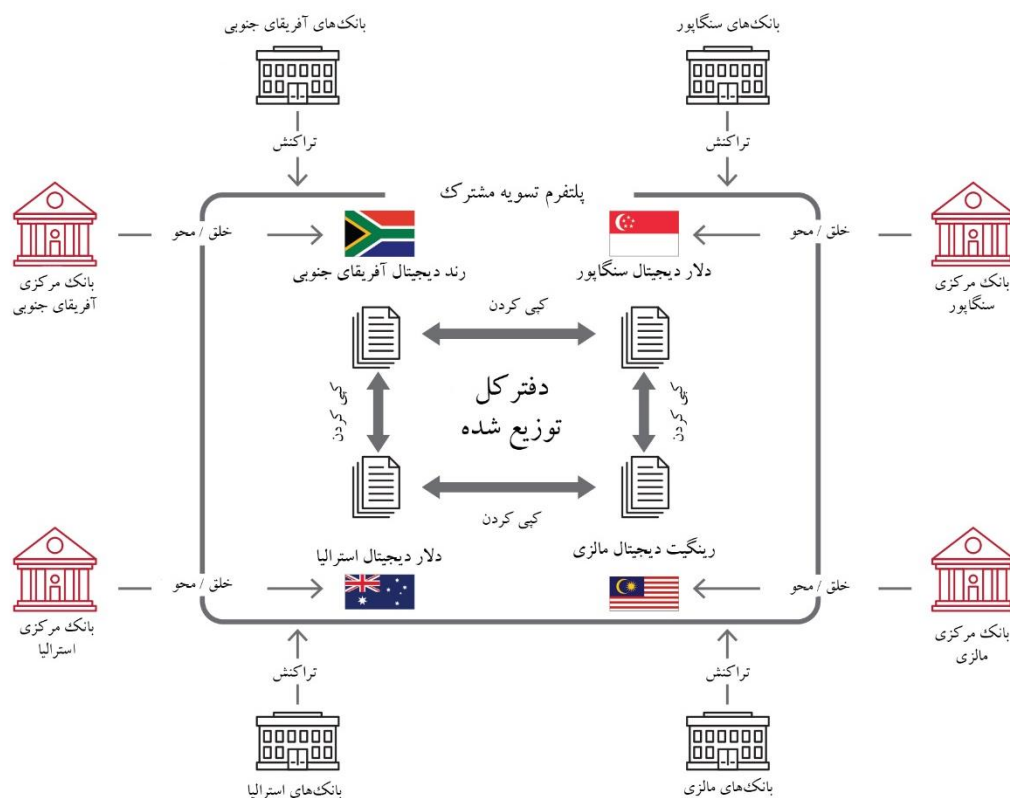 بانک‌های سنگاپور
بانک‌های آفریقای جنوبی
تراکنش
تراکنش
پلتفرم تسویه مشترک
خلق / محو
خلق / محو
بانک مرکزی
سنگاپور
دلار دیجیتال سنگاپور
رند دیجیتال آفریقای جنوبی
بانک مرکزی
آفریقای جنوبی
کپی کردن
کپی کردن
دفتر کل
توزیع شده
کپی کردن
کپی کردن
رینگیت دیجیتال مالزی
دلار دیجیتال استرالیا
خلق / محو
خلق / محو
بانک مرکزی
مالزی
بانک مرکزی
استرالیا
تراکنش
تراکنش
بانک‌های مالزی
بانک‌های استرالیا